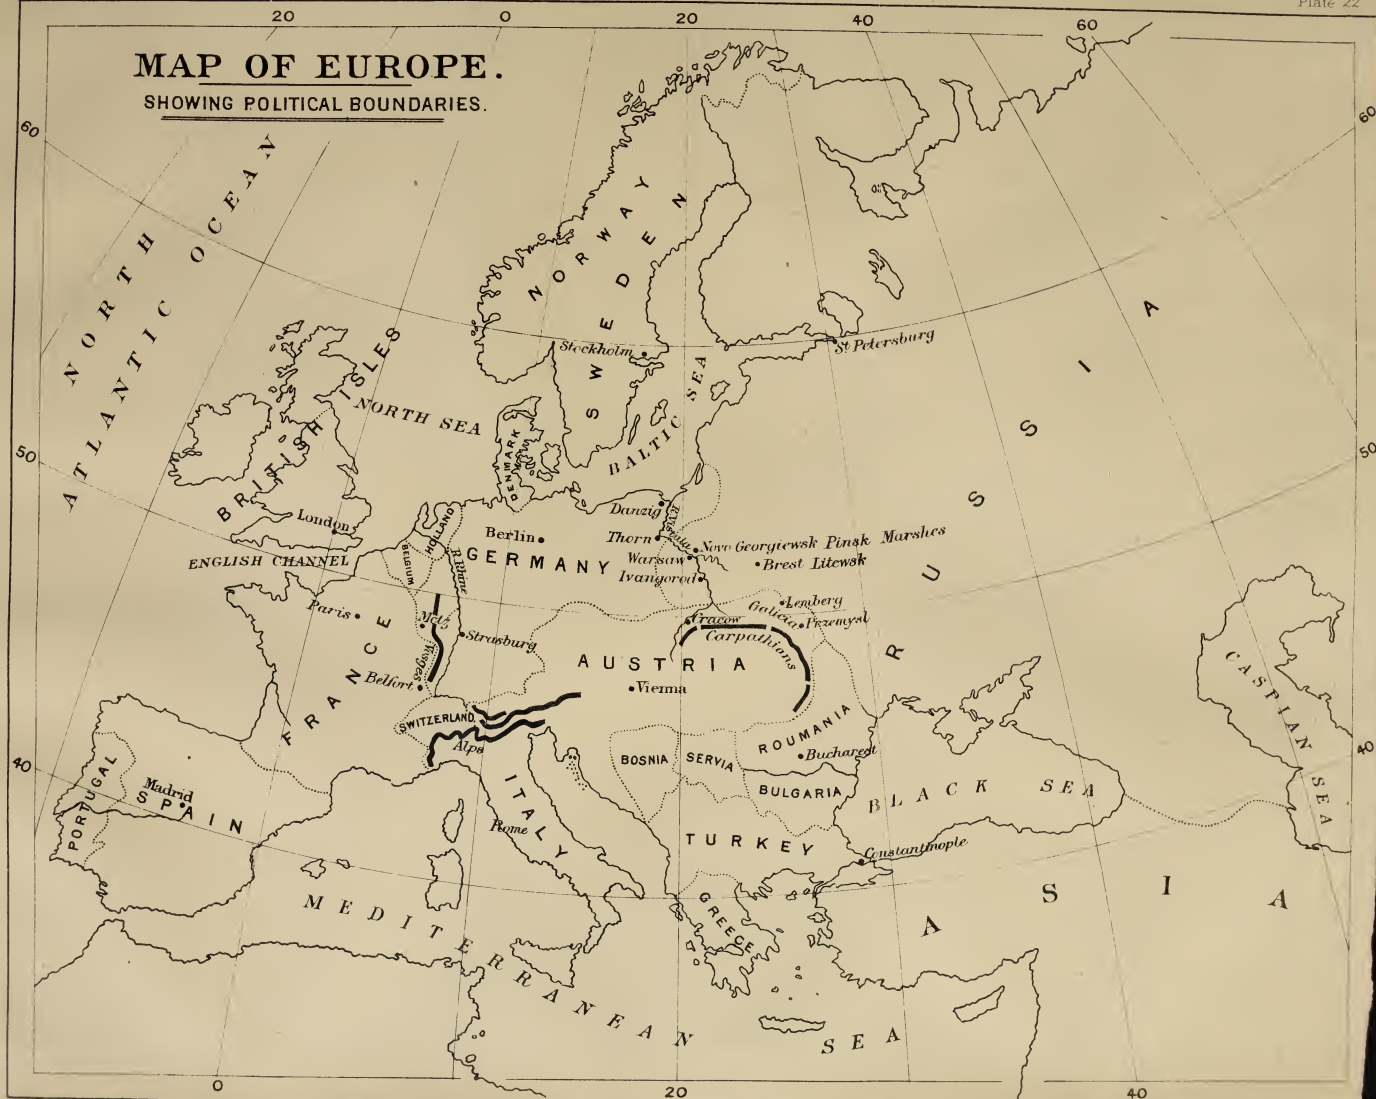 Plate 22
20 0 20 40 60
MAP OF EUROPE.
SHOWING POLITICAL BOUNDARIES.
60 60
NORTH
ATLANTIC OCEAN
NORWAY
SWEDEN
Stockholm
St Petersburg
RUSSIA
BRITISH ISLES
NORTH SEA
BALTIC SEA
DENMARK
50 50
London
ENGLISH CHANNEL
HOLLAND
BELGIUM
R. Rhine
Berlin
GERMANY
Danzig
R. Vistula
Thorn
Novo Georgiewsk Pinsk Marshes
Warsaw
Brest Litewsk
Ivangorod
Lemberg
Galicia
Przemysl
Cracow
Carpathians
Paris
Metz
Strasburg
Vosges
Belfort
FRANCE
AUSTRIA
Vienna
SWITZERLAND
Alps
ROUMANIA
Bucharest
BOSNIA
SERVIA
BULGARIA
CASPIAN SEA
BLACK SEA
40 40
PORTUGAL
Madrid
SPAIN
ITALY
Rome
TURKEY
Constantinople
GREECE
ASIA
MEDITERRANEAN SEA
0 20 40